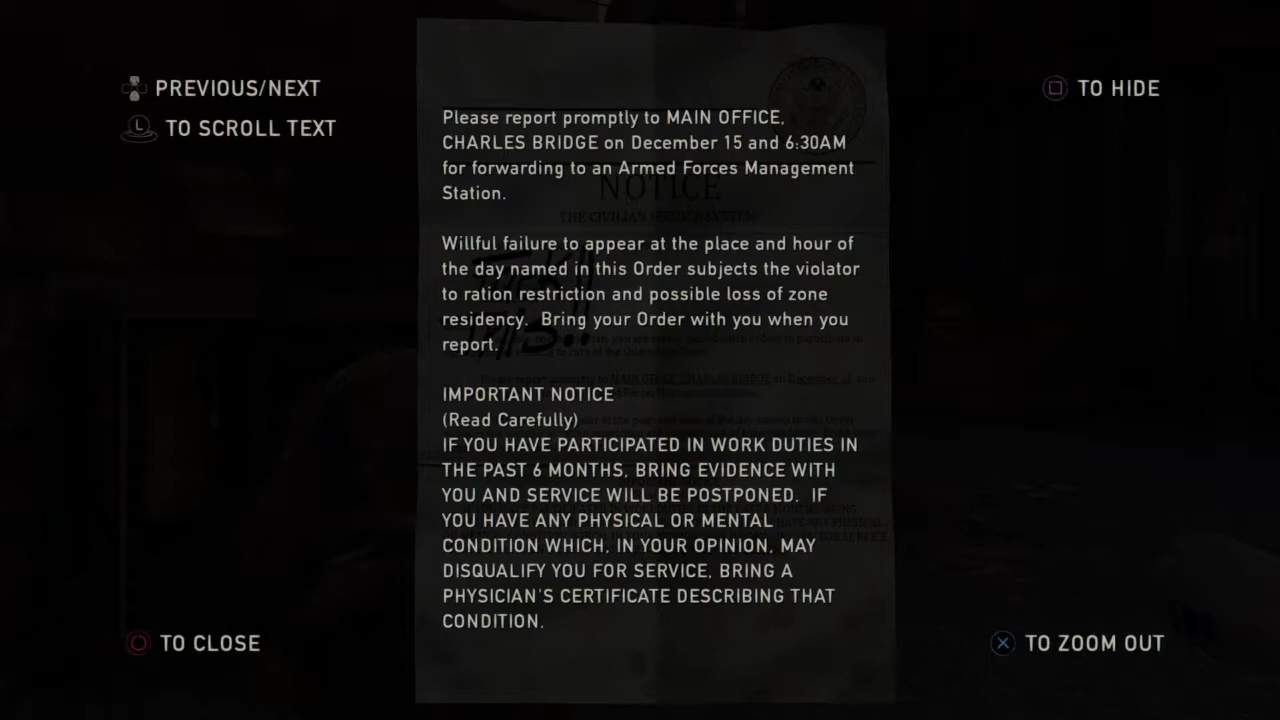 PREVIOUS/NEXT
L TO SCROLL TEXT
TO HIDE
Please report promptly to MAIN OFFICE,
CHARLES BRIDGE on December 15 and 6:30AM
for forwarding to an Armed Forces Management
Station.
NOTICE
THE CIVILIAN SERVICE SYSTEM
Willful failure to appear at the place and hour of
the day named in this Order subjects the violator
to ration restriction and possible loss of zone
residency.  Bring your Order with you when you
report.
THIS..
IMPORTANT NOTICE
(Read Carefully)
IF YOU HAVE PARTICIPATED IN WORK DUTIES IN
THE PAST 6 MONTHS, BRING EVIDENCE WITH
YOU AND SERVICE WILL BE POSTPONED.  IF
YOU HAVE ANY PHYSICAL OR MENTAL
CONDITION WHICH, IN YOUR OPINION, MAY
DISQUALIFY YOU FOR SERVICE, BRING A
PHYSICIAN'S CERTIFICATE DESCRIBING THAT
CONDITION.
TO CLOSE
TO ZOOM OUT